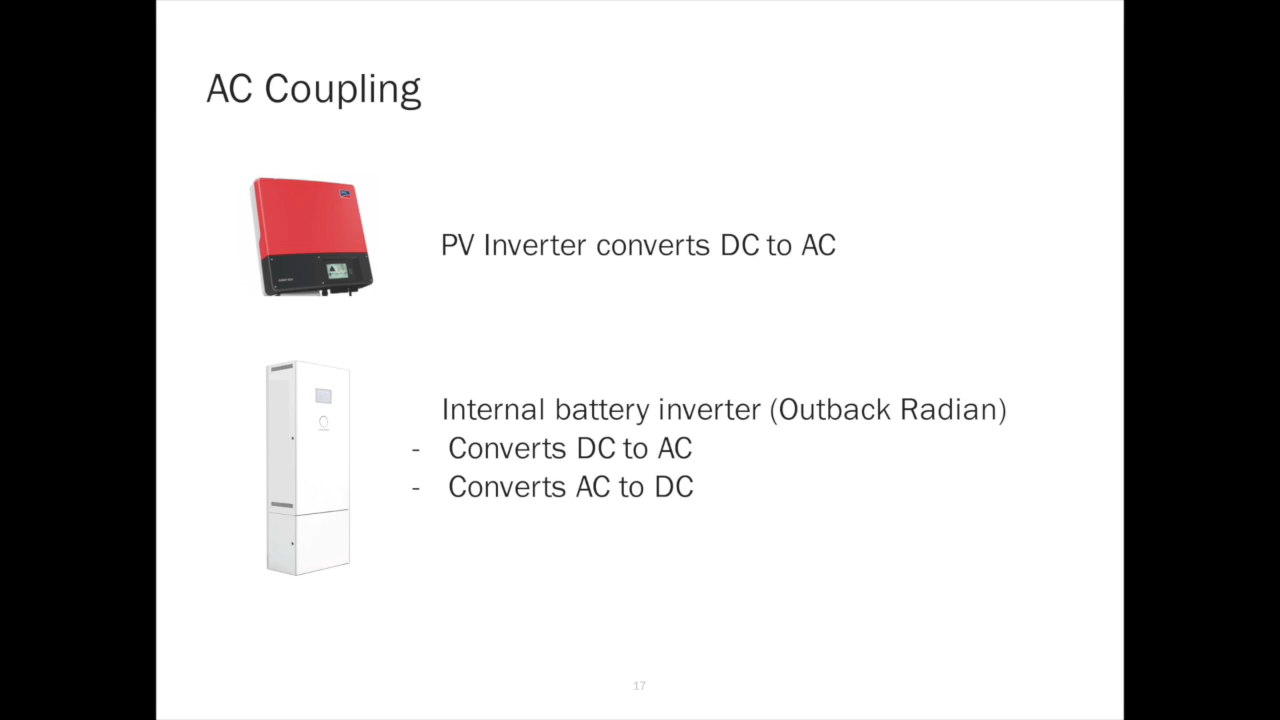 AC Coupling
PV Inverter converts DC to AC
Internal battery inverter (Outback Radian)
- Converts DC to AC
- Converts AC to DC
17